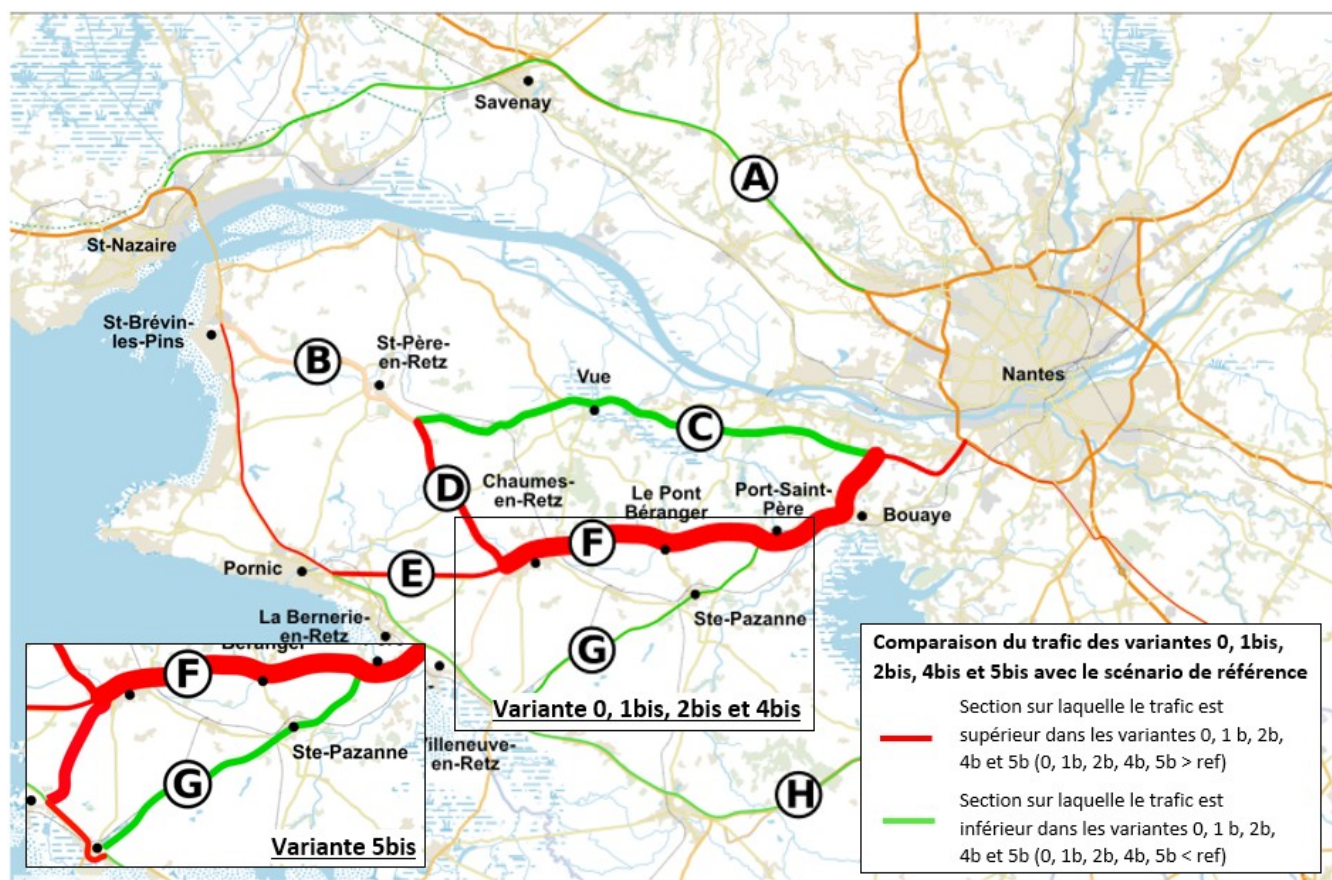 Savenay
A
St-Nazaire
Nantes
St-Brévin-
les-Pins
B
St-Père-
en-Retz
Vue
C
D
Chaumes-
en-Retz
Le Pont
Béranger
Port-Saint-
Père
Bouaye
F
Pornic
E
Ste-Pazanne
La Bernerie-
en-Retz
G
Variante 0, 1bis, 2bis et 4bis
Béranger
F
Ste-Pazanne
G
Variante 5bis
Villeneuve-
en-Retz
H
Comparaison du trafic des variantes 0, 1bis,
2bis, 4bis et 5bis avec le scénario de référence
Section sur laquelle le trafic est
supérieur dans les variantes 0, 1 b, 2b,
4b et 5b (0, 1b, 2b, 4b, 5b > ref)
Section sur laquelle le trafic est
inférieur dans les variantes 0, 1 b, 2b,
4b et 5b (0, 1b, 2b, 4b, 5b < ref)